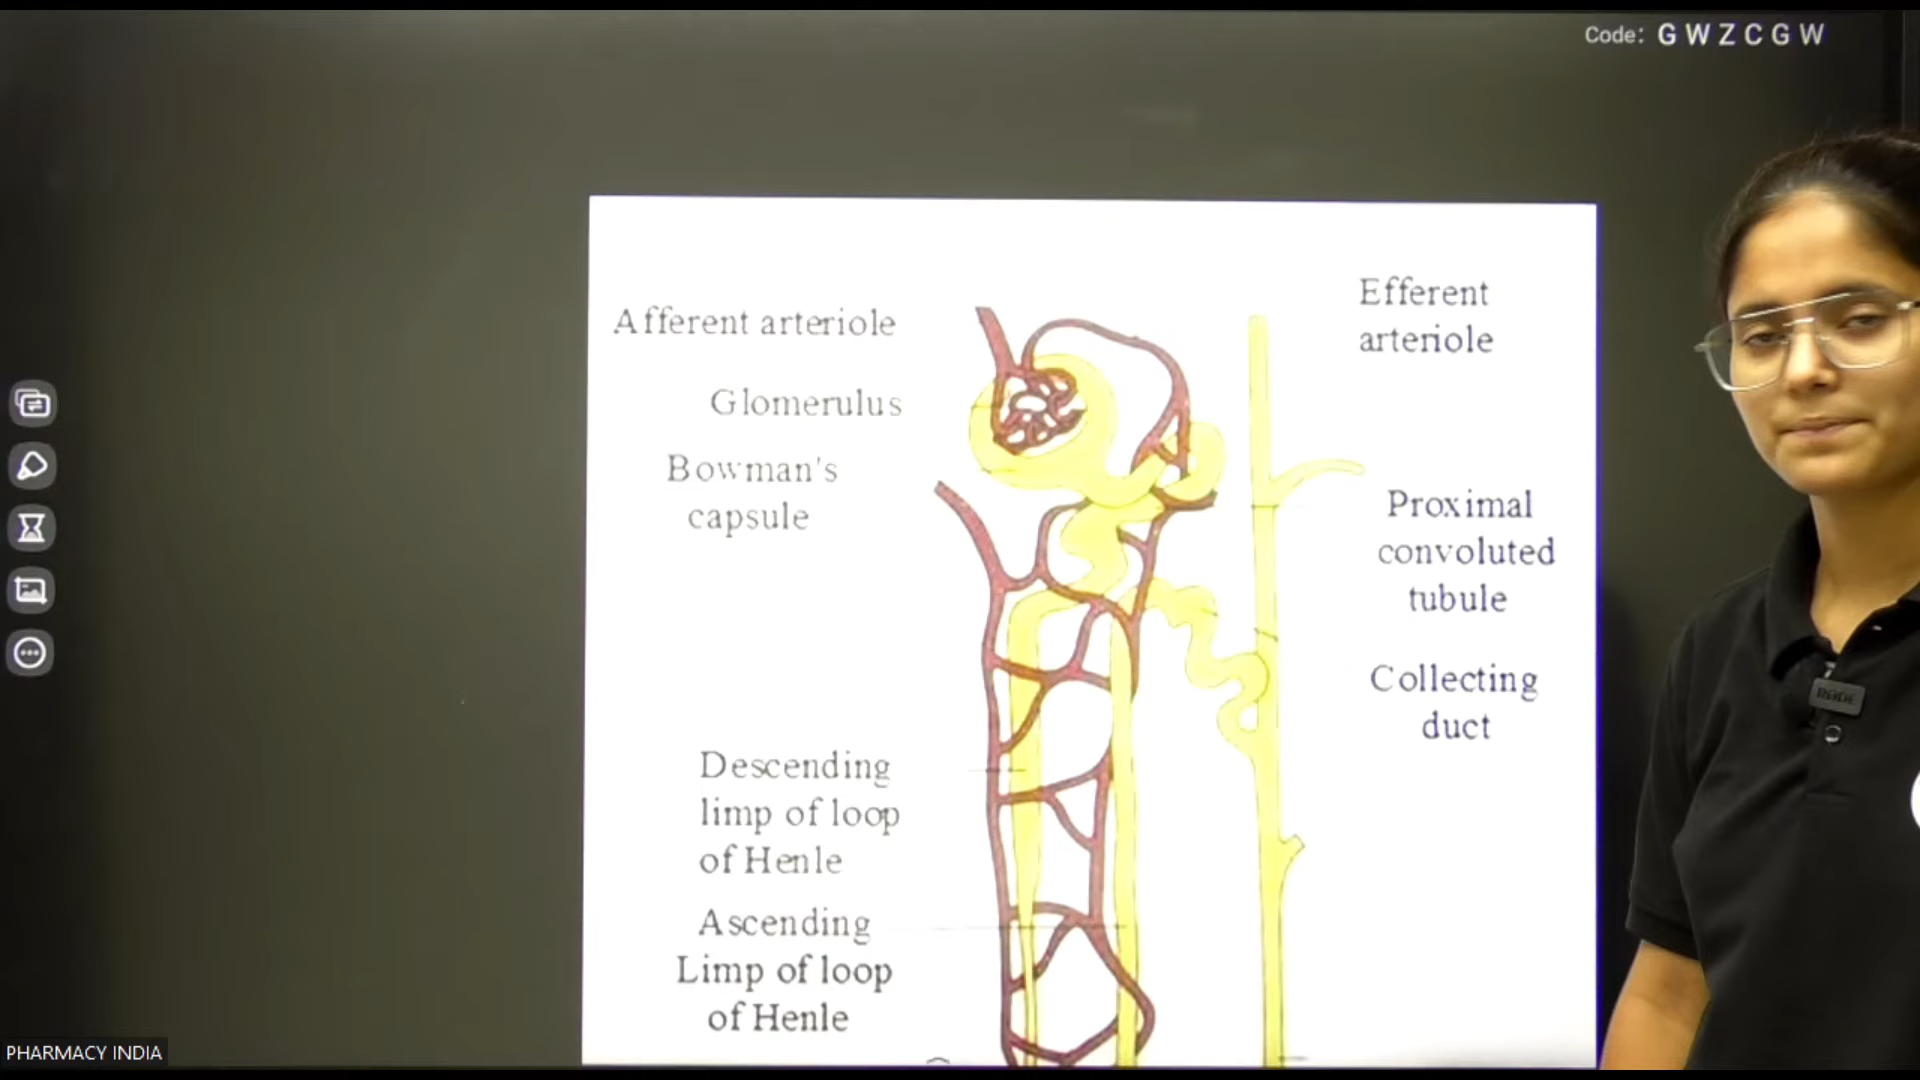 Code: G W Z C G W
Afferent arteriole
Glomerulus
Bowman's
capsule
Descending
limp of loop
of Henle
Ascending
Limp of loop
of Henle
Efferent
arteriole
Proximal
convoluted
tubule
Collecting
duct
RØDE
PHARMACY INDIA